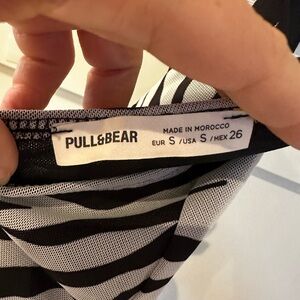 PULL&BEAR
MADE IN MOROCCO
EUR S / USA S / MEX 26